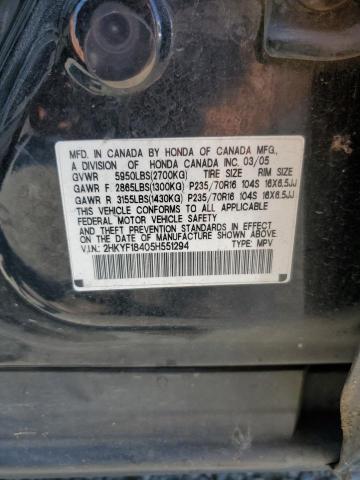 MFD. IN CANADA BY HONDA OF CANADA MFG.,
A DIVISION OF HONDA CANADA INC. 03/05
GVWR 5950LBS(2700KG) TIRE SIZE RIM SIZE
GAWR F 2865LBS(1300KG) P235/70R16 104S 16X6.5JJ
GAWR R 3155LBS(1430KG) P235/70R16 104S 16X6.5JJ
THIS VEHICLE CONFORMS TO ALL APPLICABLE
FEDERAL MOTOR VEHICLE SAFETY AND
THEFT PREVENTION STANDARDS IN EFFECT ON
THE DATE OF MANUFACTURE SHOWN ABOVE.
V.I.N.: 2HKYF18405H551294 TYPE: MPV